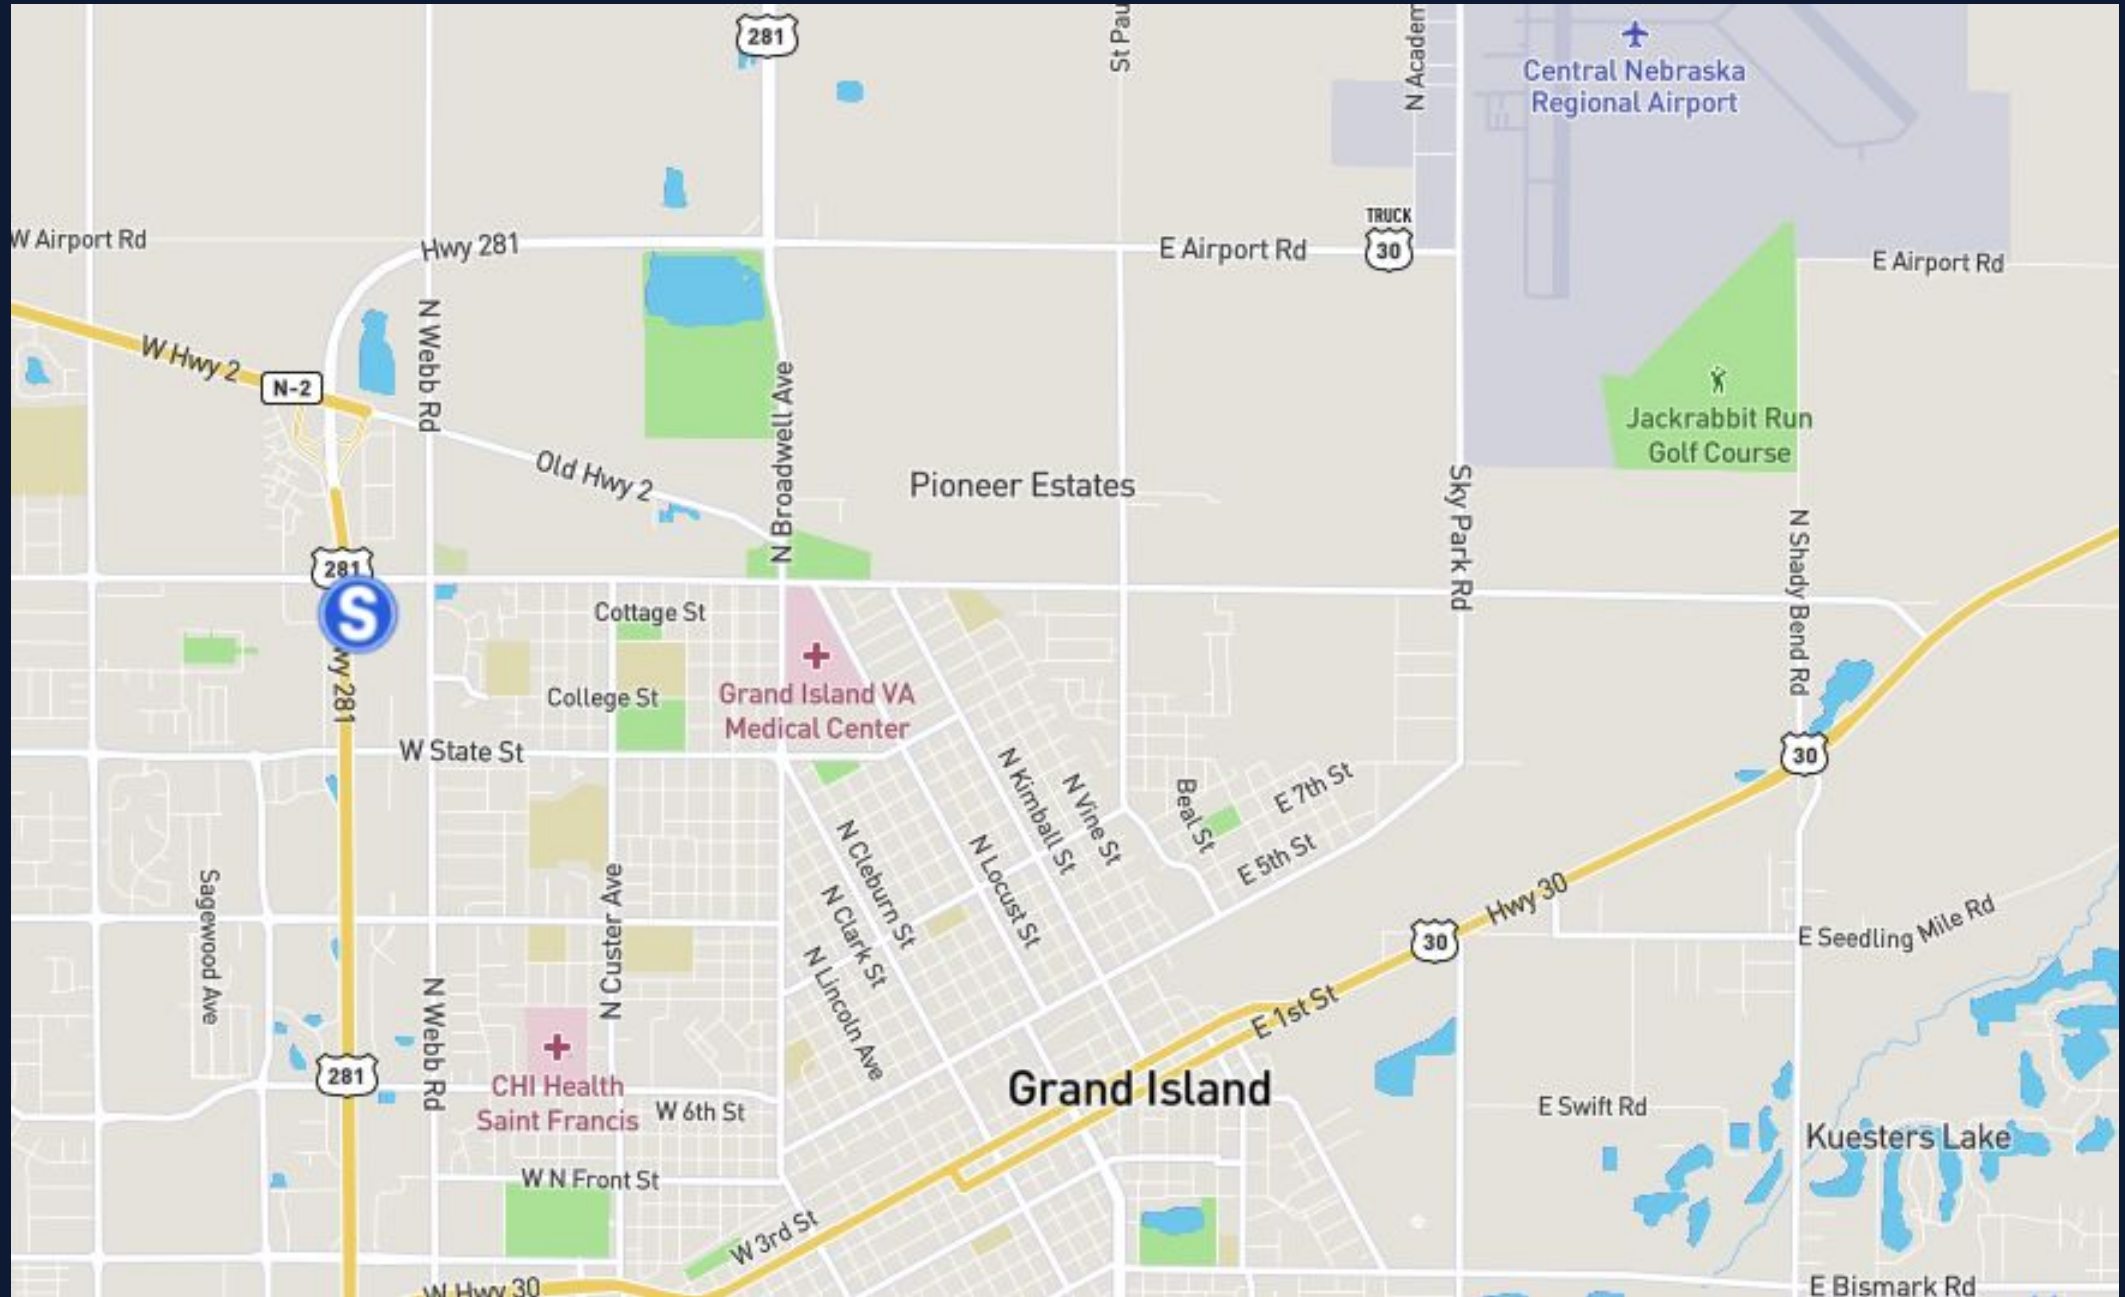 281
St Pau
N Academ
Central Nebraska
Regional Airport
W Airport Rd
Hwy 281
E Airport Rd
TRUCK
30
E Airport Rd
W Hwy 2
N-2
N Webb Rd
N Broadwell Ave
Jackrabbit Run
Golf Course
Old Hwy 2
Pioneer Estates
Sky Park Rd
N Shady Bend Rd
281
S
wy 281
Cottage St
College St
Grand Island VA
Medical Center
W State St
30
N Kimball St
N Vine St
Beal St
E 7th St
E 5th St
N Cleburn St
N Locust St
N Clark St
N Lincoln Ave
Sagewood Ave
N Custer Ave
Hwy 30
30
E Seedling Mile Rd
E 1st St
N Webb Rd
281
CHI Health
Saint Francis
W 6th St
Grand Island
E Swift Rd
Kuesters Lake
W N Front St
W 3rd St
W Hwy 30
E Bismark Rd